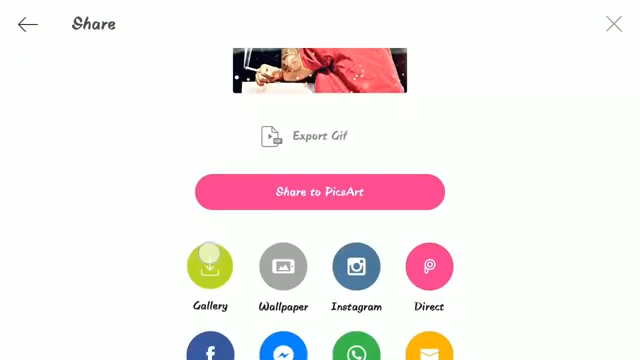 Share
Export Gif
Share to PicsArt
Gallery
Wallpaper
Instagram
Direct